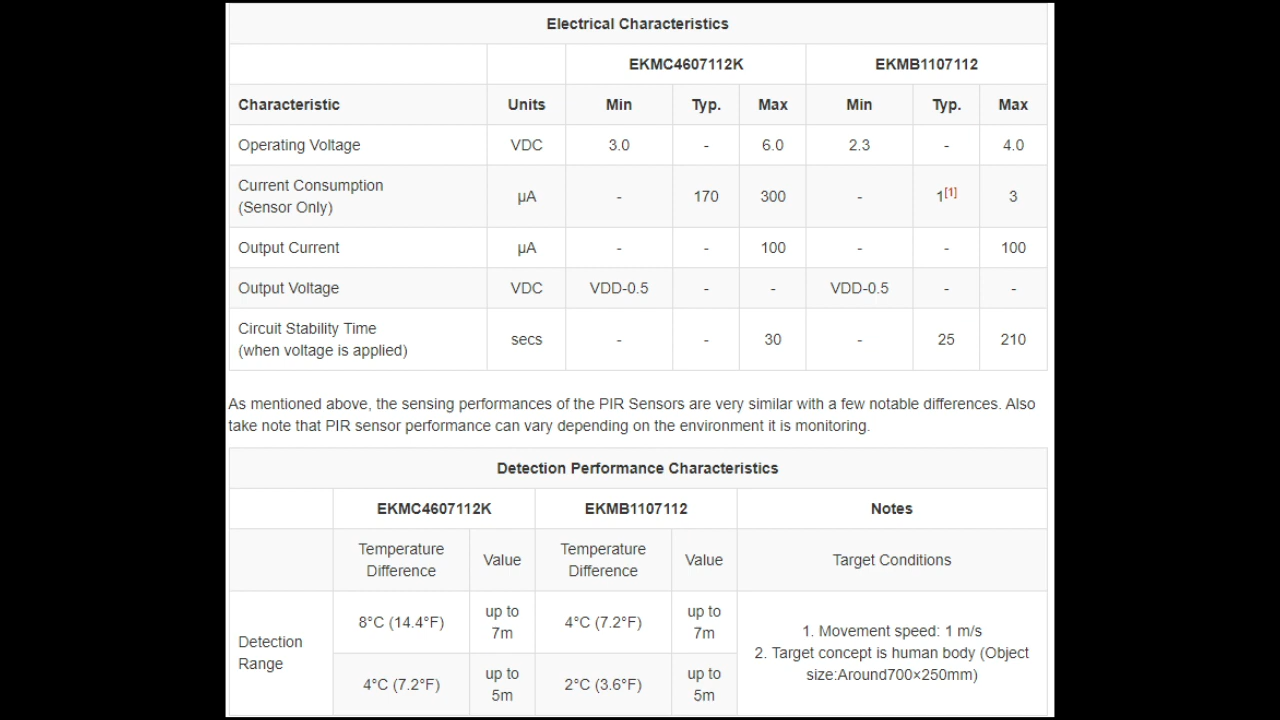 Electrical Characteristics
EKMC4607112K EKMB1107112
Characteristic Units Min Typ. Max Min Typ. Max
Operating Voltage VDC 3.0 - 6.0 2.3 - 4.0
Current Consumption
(Sensor Only) µA - 170 300 - 1[1] 3
Output Current µA - - 100 - - 100
Output Voltage VDC VDD-0.5 - - VDD-0.5 - -
Circuit Stability Time
(when voltage is applied) secs - - 30 - 25 210
As mentioned above, the sensing performances of the PIR Sensors are very similar with a few notable differences. Also
take note that PIR sensor performance can vary depending on the environment it is monitoring.
Detection Performance Characteristics
EKMC4607112K EKMB1107112 Notes
Temperature
Difference Value Temperature
Difference Value Target Conditions
Detection
Range
8°C (14.4°F) up to
7m 4°C (7.2°F) up to
7m
4°C (7.2°F) up to
5m 2°C (3.6°F) up to
5m
1. Movement speed: 1 m/s
2. Target concept is human body (Object
size:Around700×250mm)